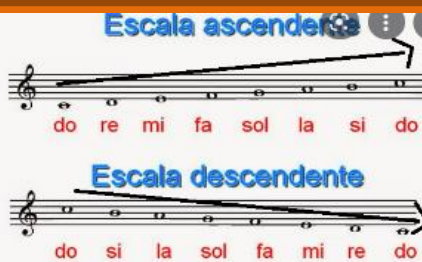 Escala ascendente
do re mi fa sol la si do
Escala descendente
do si la sol fa mi re do